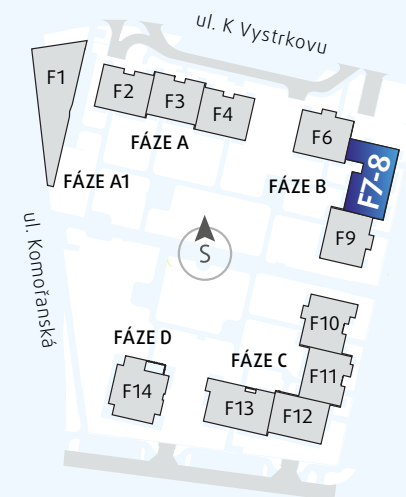 ul. K Vystrkovu
F1
F2
F3
F4
FÁZE A
F6
FÁZE A1
FÁZE B
F7-8
F9
ul. Komořanská
S
F10
FÁZE D
FÁZE C
F11
F14
F13
F12